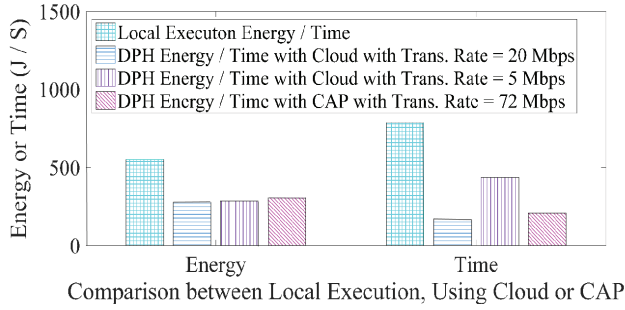 1500
1000
500
0
Energy or Time (J / S)
Local Executon Energy / Time
DPH Energy / Time with Cloud with Trans. Rate = 20 Mbps
DPH Energy / Time with Cloud with Trans. Rate = 5 Mbps
DPH Energy / Time with CAP with Trans. Rate = 72 Mbps
Energy Time
Comparison between Local Execution, Using Cloud or CAP